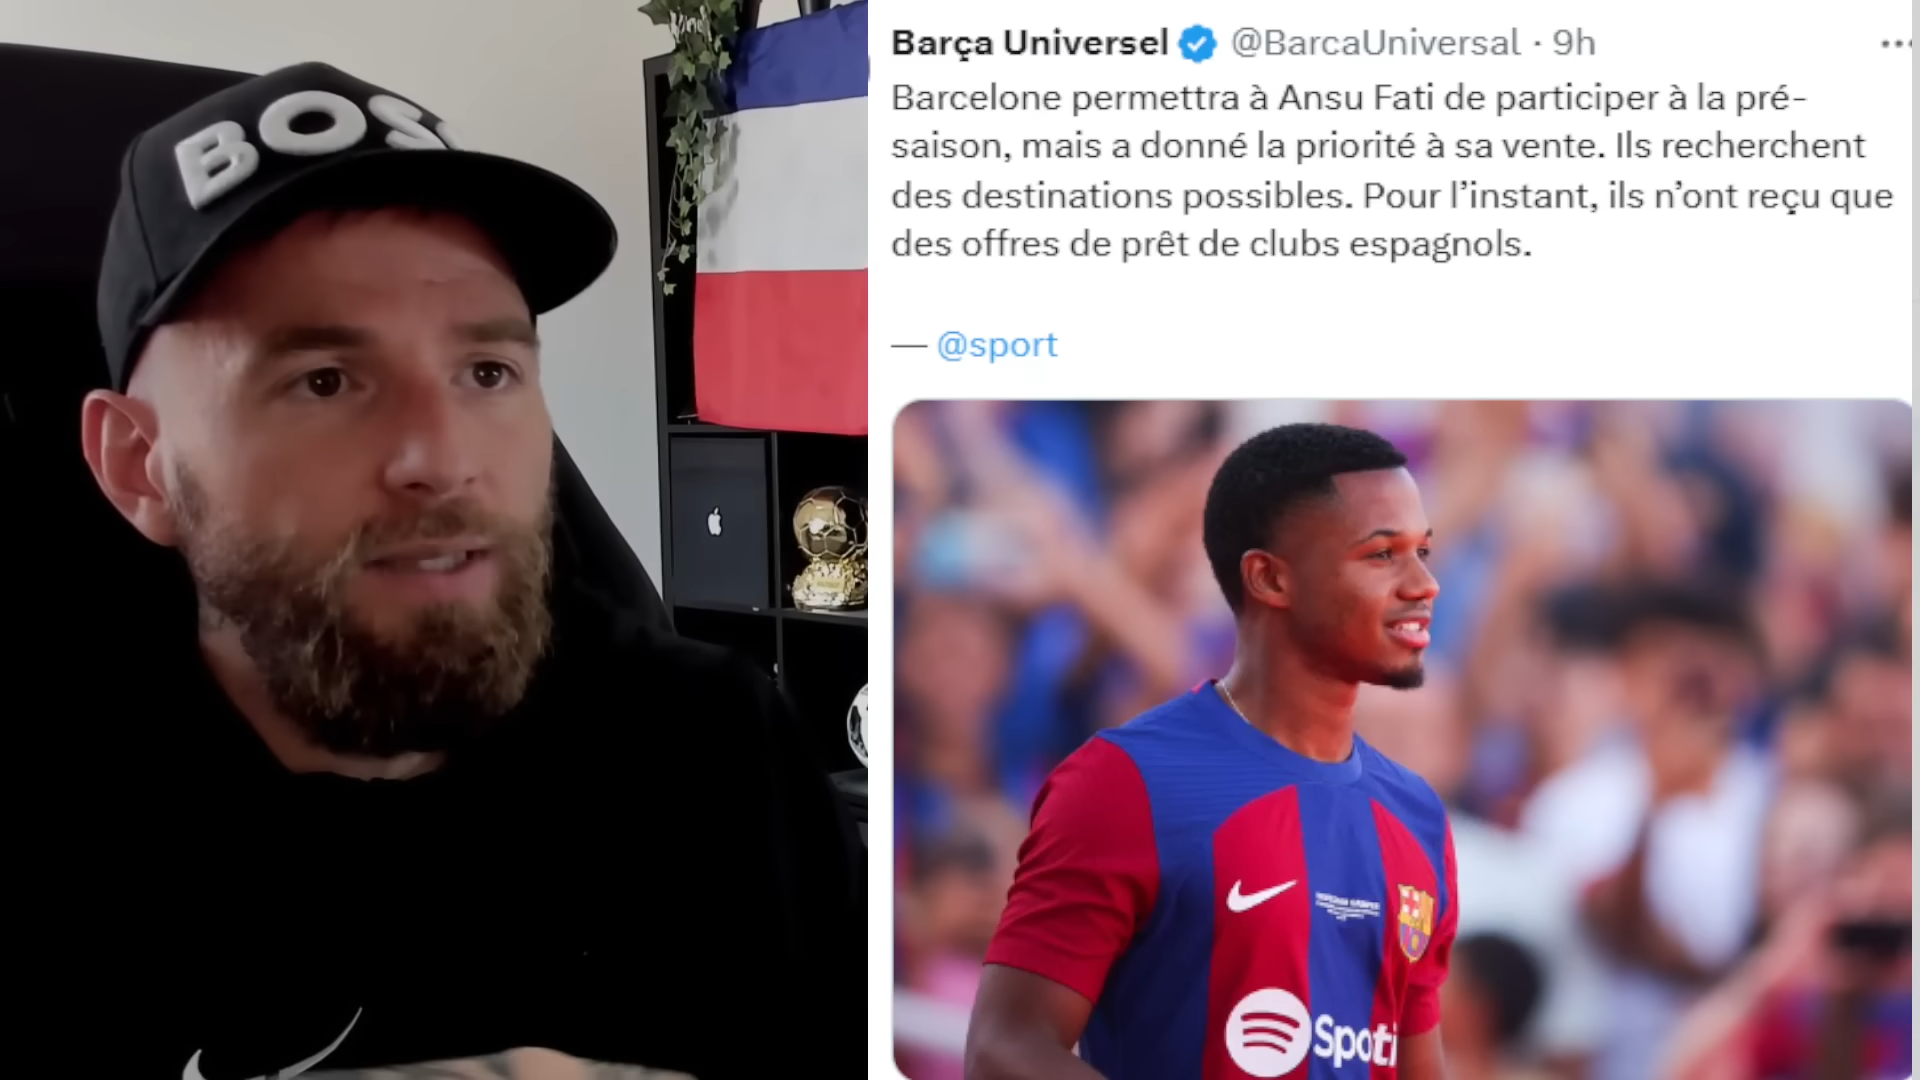 BOSS
Barça Universel @BarcaUniversal · 9h
Barcelone permettra à Ansu Fati de participer à la pré-
saison, mais a donné la priorité à sa vente. Ils recherchent
des destinations possibles. Pour l’instant, ils n’ont reçu que
des offres de prêt de clubs espagnols.
— @sport
Spoti